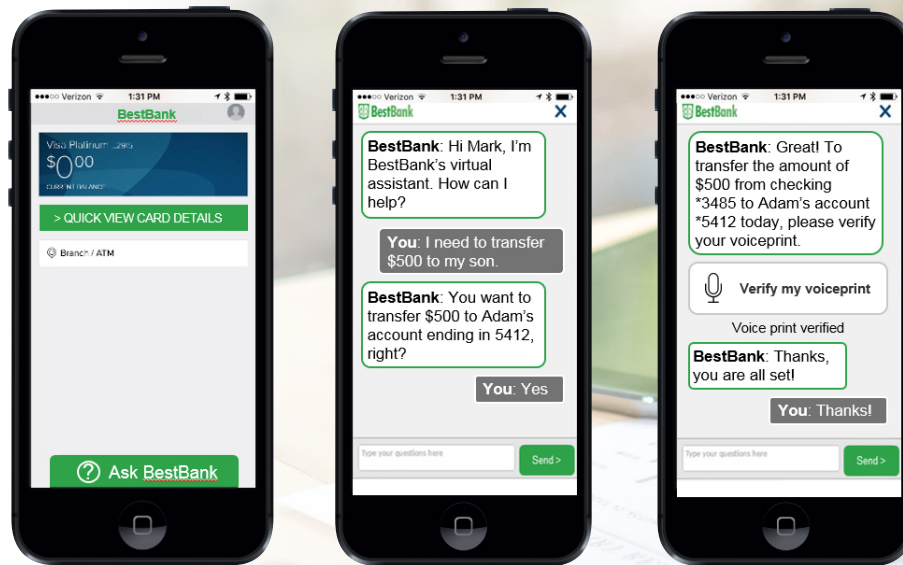 ●●●○○ Verizon 1:31 PM
BestBank
Visa Platinum ...2915
$0.00
CURRENT BALANCE
> QUICK VIEW CARD DETAILS
Branch / ATM
? Ask BestBank
●●●○○ Verizon 1:31 PM
BestBank X
BestBank: Hi Mark, I'm
BestBank's virtual
assistant. How can I
help?
You: I need to transfer
$500 to my son.
BestBank: You want to
transfer $500 to Adam's
account ending in 5412,
right?
You: Yes
Type your questions here
Send >
●●●○○ Verizon 1:31 PM
BestBank X
BestBank: Great! To
transfer the amount of
$500 from checking
*3485 to Adam's account
*5412 today, please verify
your voiceprint.
Verify my voiceprint
Voice print verified
BestBank: Thanks,
you are all set!
You: Thanks!
Type your questions here
Send >